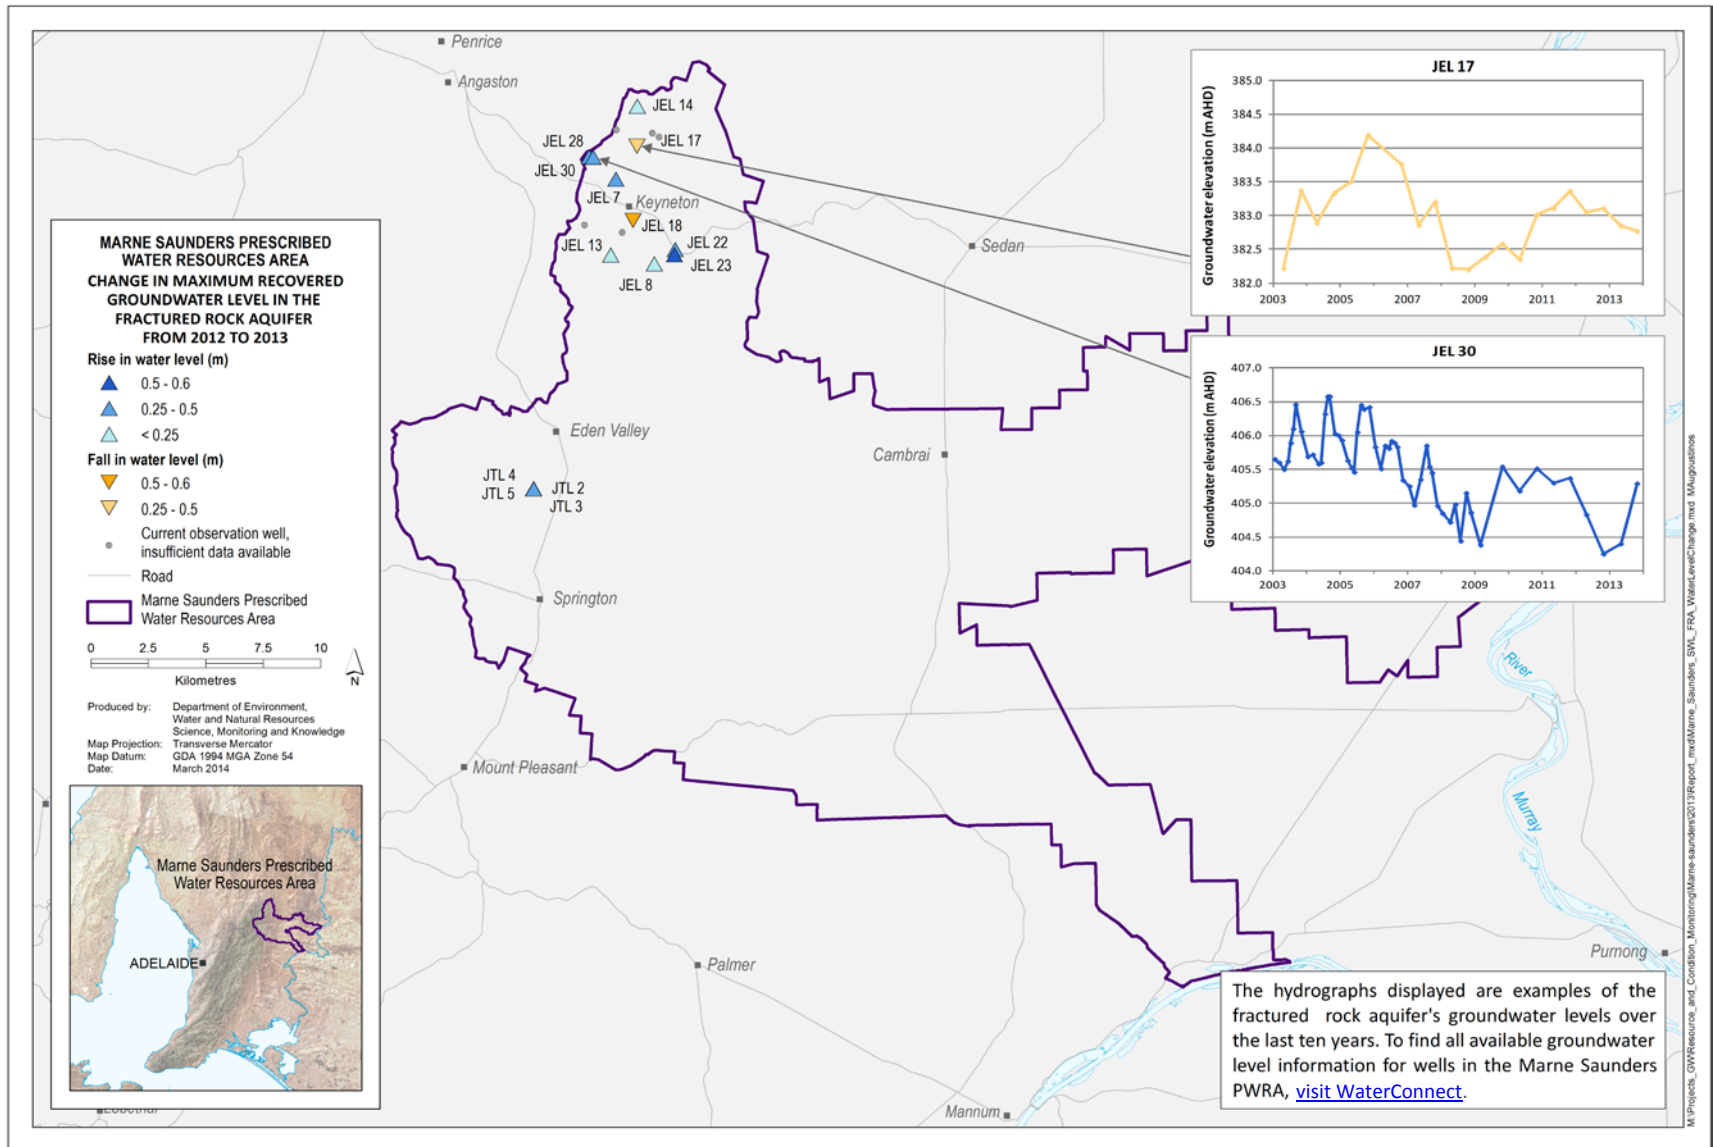 Penrice
Angaston
JEL 14
JEL 28
JEL 17
JEL 30
JEL 7
Keyneton
JEL 18
JEL 13
JEL 22
JEL 23
JEL 8
Sedan
Eden Valley
Cambrai
JTL 4
JTL 5
JTL 2
JTL 3
Springton
Mount Pleasant
Palmer
Mannum
Purnong
River
Murray
JEL 17
Groundwater elevation (m AHD)
385.0
384.5
384.0
383.5
383.0
382.5
382.0
2003 2005 2007 2009 2011 2013
JEL 30
Groundwater elevation (m AHD)
407.0
406.5
406.0
405.5
405.0
404.5
404.0
2003 2005 2007 2009 2011 2013
MARNE SAUNDERS PRESCRIBED
WATER RESOURCES AREA
CHANGE IN MAXIMUM RECOVERED
GROUNDWATER LEVEL IN THE
FRACTURED ROCK AQUIFER
FROM 2012 TO 2013
Rise in water level (m)
0.5 - 0.6
0.25 - 0.5
< 0.25
Fall in water level (m)
0.5 - 0.6
0.25 - 0.5
Current observation well,
insufficient data available
Road
Marne Saunders Prescribed
Water Resources Area
0 2.5 5 7.5 10
Kilometres
N
Produced by: Department of Environment,
Water and Natural Resources
Science, Monitoring and Knowledge
Map Projection: Transverse Mercator
Map Datum: GDA 1994 MGA Zone 54
Date: March 2014
Marne Saunders Prescribed
Water Resources Area
ADELAIDE
The hydrographs displayed are examples of the
fractured rock aquifer's groundwater levels over
the last ten years. To find all available groundwater
level information for wells in the Marne Saunders
PWRA, visit WaterConnect.
M:\Projects_GW\Resource_and_Condition_Monitoring\Marne-saunders\2013\Report_mxd\Marne_Saunders_SWL_FRA_WaterLevelChange.mxd MAugoustinos